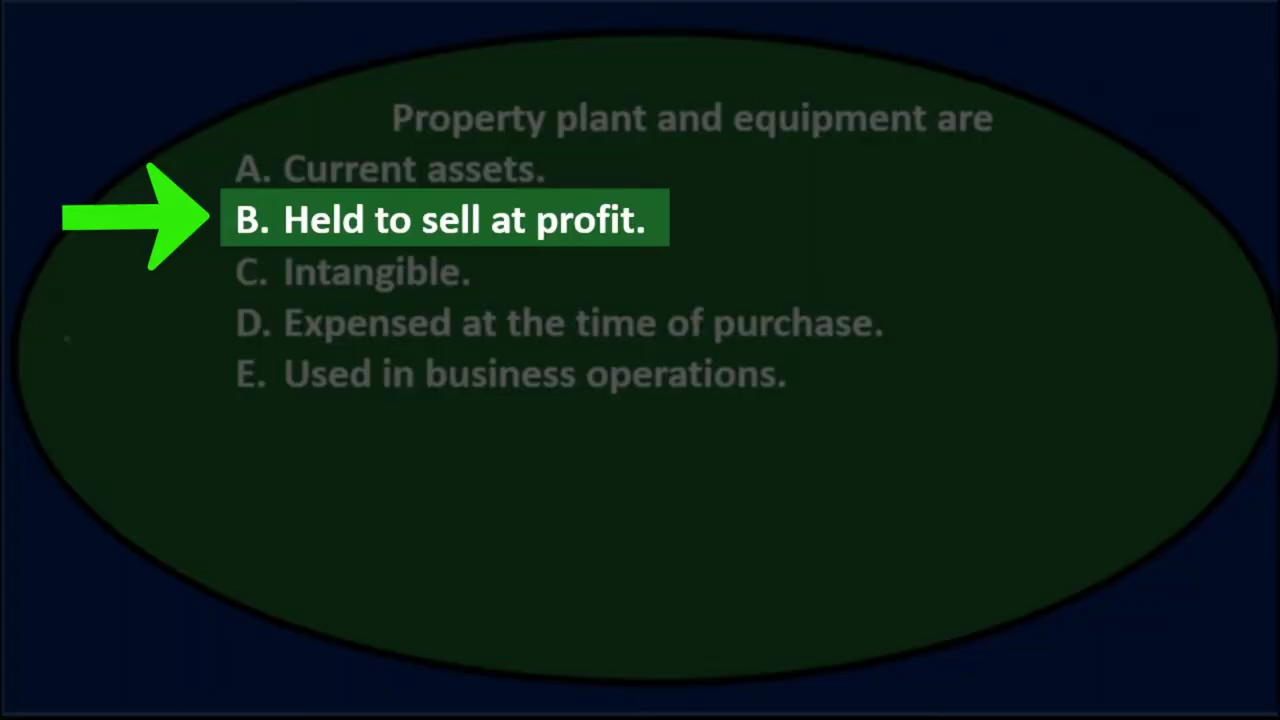 Property plant and equipment are
A. Current assets.
B. Held to sell at profit.
C. Intangible.
D. Expensed at the time of purchase.
E. Used in business operations.